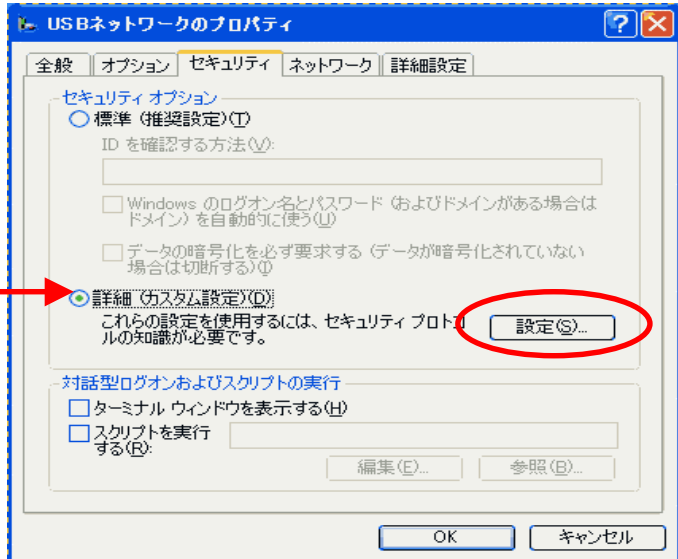 USBネットワークのプロパティ
全般 オプション セキュリティ ネットワーク 詳細設定
セキュリティ オプション
標準 (推奨設定)(T)
ID を確認する方法(V):
Windows のログオン名とパスワード (およびドメインがある場合は
ドメイン) を自動的に使う(U)
データの暗号化を必ず要求する (データが暗号化されていない
場合は切断する)(I)
詳細 (カスタム設定)(D)
これらの設定を使用するには、セキュリティ プロトコ
ルの知識が必要です。
設定(S)...
対話型ログオンおよびスクリプトの実行
ターミナル ウィンドウを表示する(H)
スクリプトを実行
する(R):
編集(E)... 参照(B)...
OK キャンセル